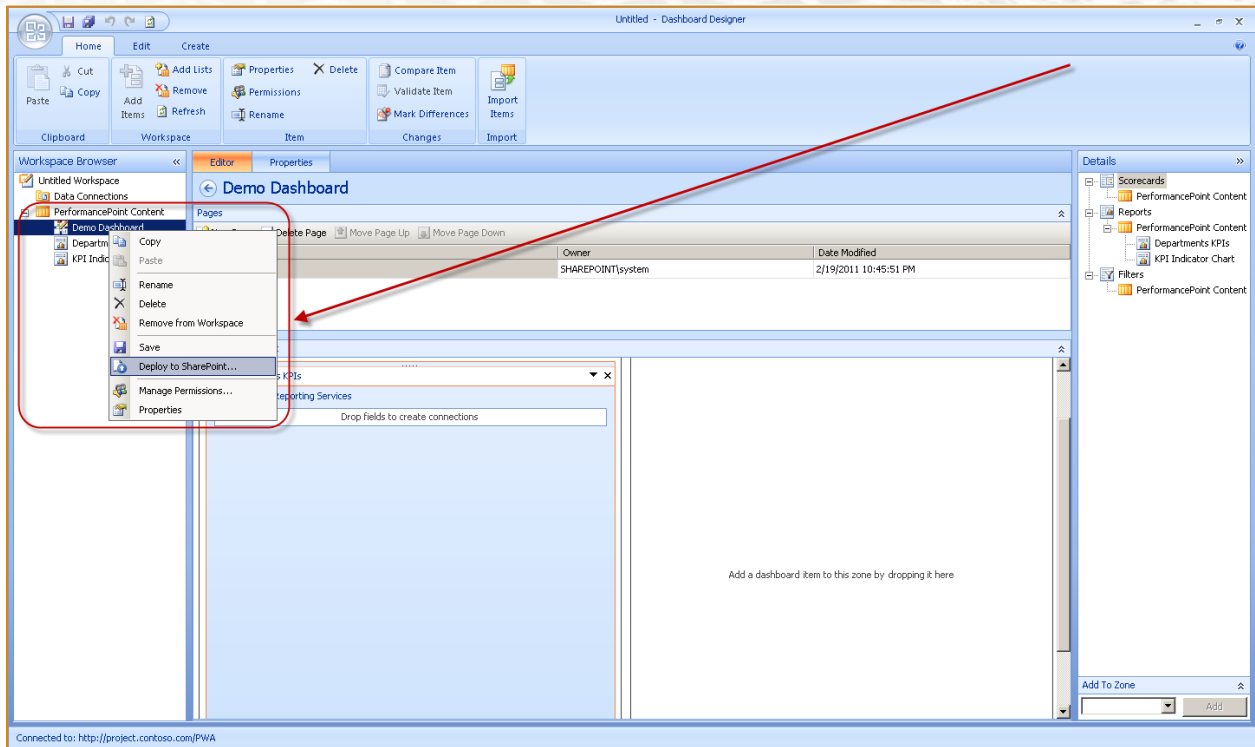 Untitled - Dashboard Designer
Home Edit Create
Cut
Copy
Paste
Clipboard
Add Items
Add Lists
Remove
Refresh
Workspace
Properties
Delete
Permissions
Rename
Item
Compare Item
Validate Item
Mark Differences
Changes
Import Items
Import
Workspace Browser
Untitled Workspace
Data Connections
PerformancePoint Content
Demo Dashboard
Departm
KPI Indic
Copy
Paste
Rename
Delete
Remove from Workspace
Save
Deploy to SharePoint...
Manage Permissions...
Properties
Editor Properties
Demo Dashboard
Pages
Delete Page Move Page Up Move Page Down
Owner Date Modified
SHAREPOINT\system 2/19/2011 10:45:51 PM
s KPIs
Reporting Services
Drop fields to create connections
Add a dashboard item to this zone by dropping it here
Details
Scorecards
PerformancePoint Content
Reports
PerformancePoint Content
Departments KPIs
KPI Indicator Chart
Filters
PerformancePoint Content
Add To Zone
Add
Connected to: http://project.contoso.com/PWA